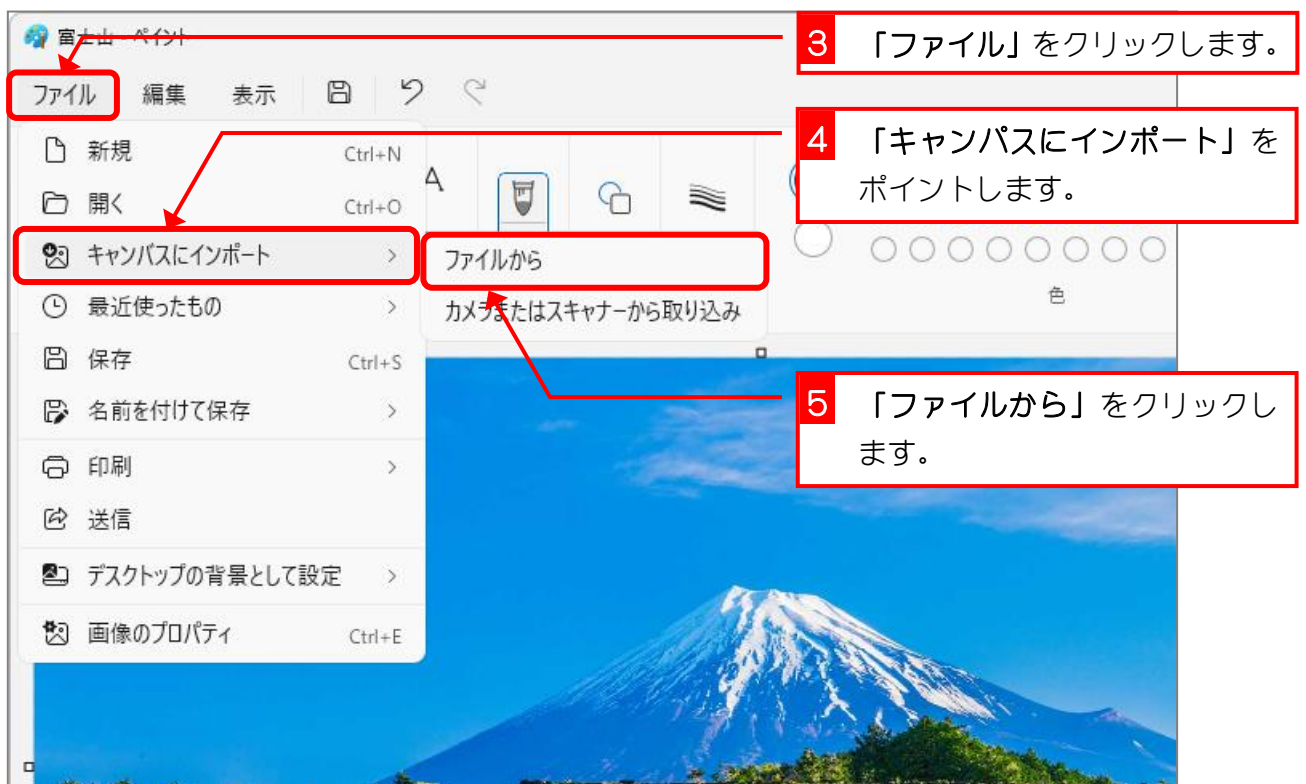 富士山 - ペイント
3 「ファイル」をクリックします。
ファイル 編集 表示
4 「キャンパスにインポート」を
ポイントします。
新規 Ctrl+N
A
開く Ctrl+O
キャンバスにインポート >
ファイルから
最近使ったもの >
カメラまたはスキャナーから取り込み
色
保存 Ctrl+S
名前を付けて保存 >
5 「ファイルから」をクリックし
ます。
印刷 >
送信
デスクトップの背景として設定 >
画像のプロパティ Ctrl+E